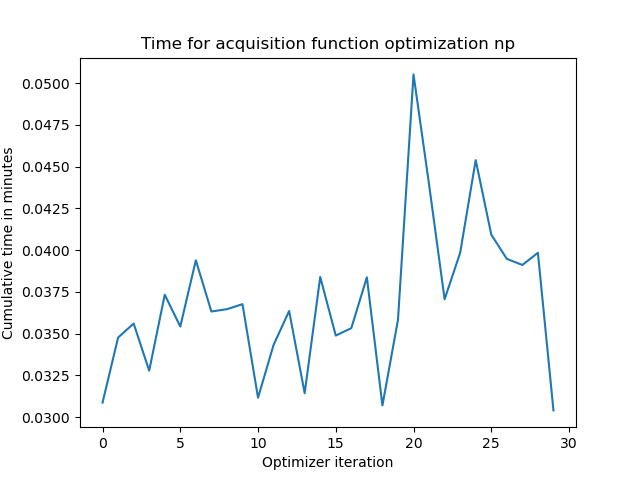 Time for acquisition function optimization np
Cumulative time in minutes
0.0500
0.0475
0.0450
0.0425
0.0400
0.0375
0.0350
0.0325
0.0300
0 5 10 15 20 25 30
Optimizer iteration